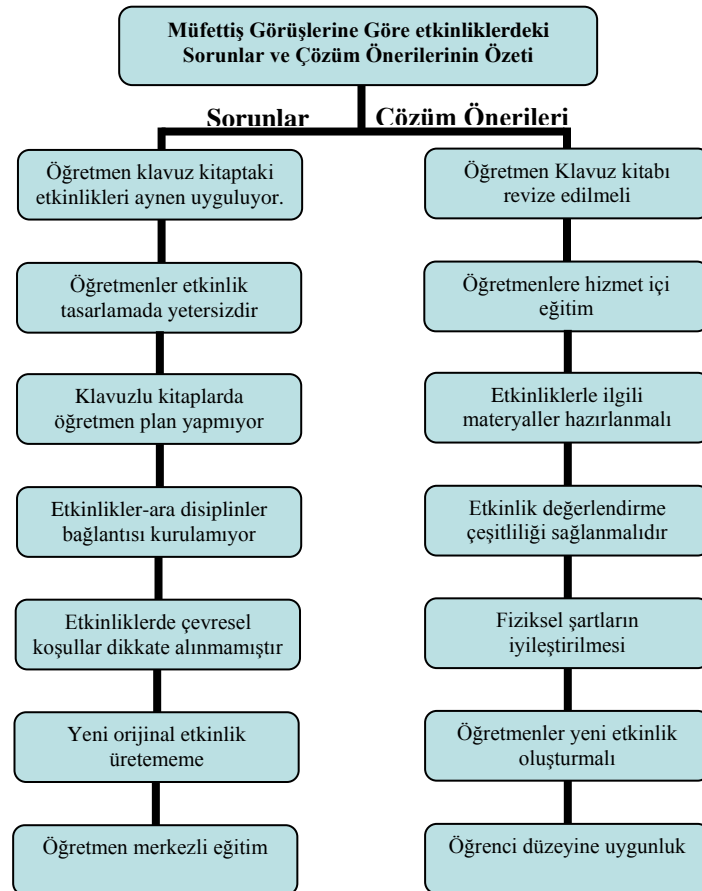 Müfettiş Görüşlerine Göre etkinliklerdeki
Sorunlar ve Çözüm Önerilerinin Özeti
Sorunlar
Çözüm Önerileri
Öğretmen klavuz kitaptaki
etkinlikleri aynen uyguluyor.
Öğretmenler etkinlik
tasarlamada yetersizdir
Klavuzlu kitaplarda
öğretmen plan yapmıyor
Etkinlikler-ara disiplinler
bağlantısı kurulamıyor
Etkinliklerde çevresel
koşullar dikkate alınmamıştır
Yeni orijinal etkinlik
üretememe
Öğretmen merkezli eğitim
Öğretmen Klavuz kitabı
revize edilmeli
Öğretmenlere hizmet içi
eğitim
Etkinliklerle ilgili
materyaller hazırlanmalı
Etkinlik değerlendirme
çeşitliliği sağlanmalıdır
Fiziksel şartların
iyileştirilmesi
Öğretmenler yeni etkinlik
oluşturmalı
Öğrenci düzeyine uygunluk